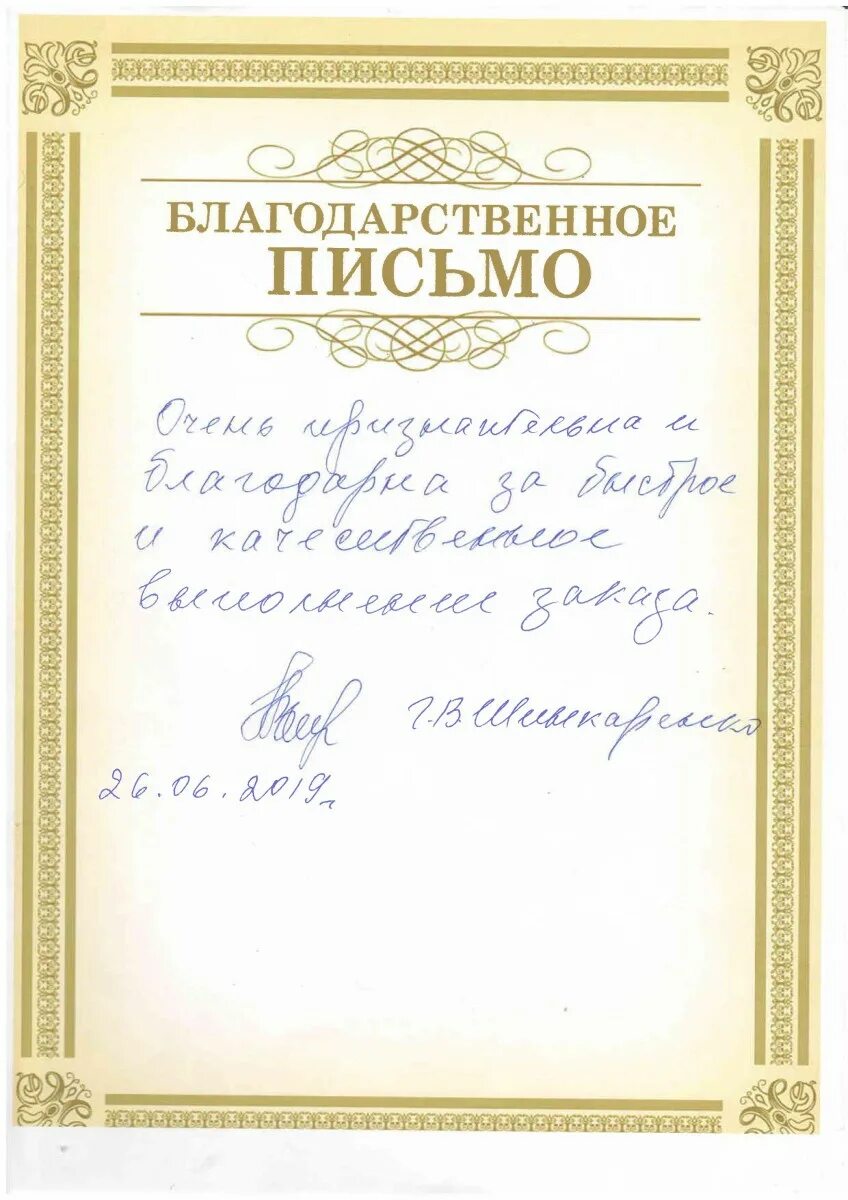 БЛАГОДАРСТВЕННОЕ
ПИСЬМО
Очень признательна и
благодарна за быстрое
и качественное
выполнение заказа.
Г.В Шинкаренко
26.06.2019г